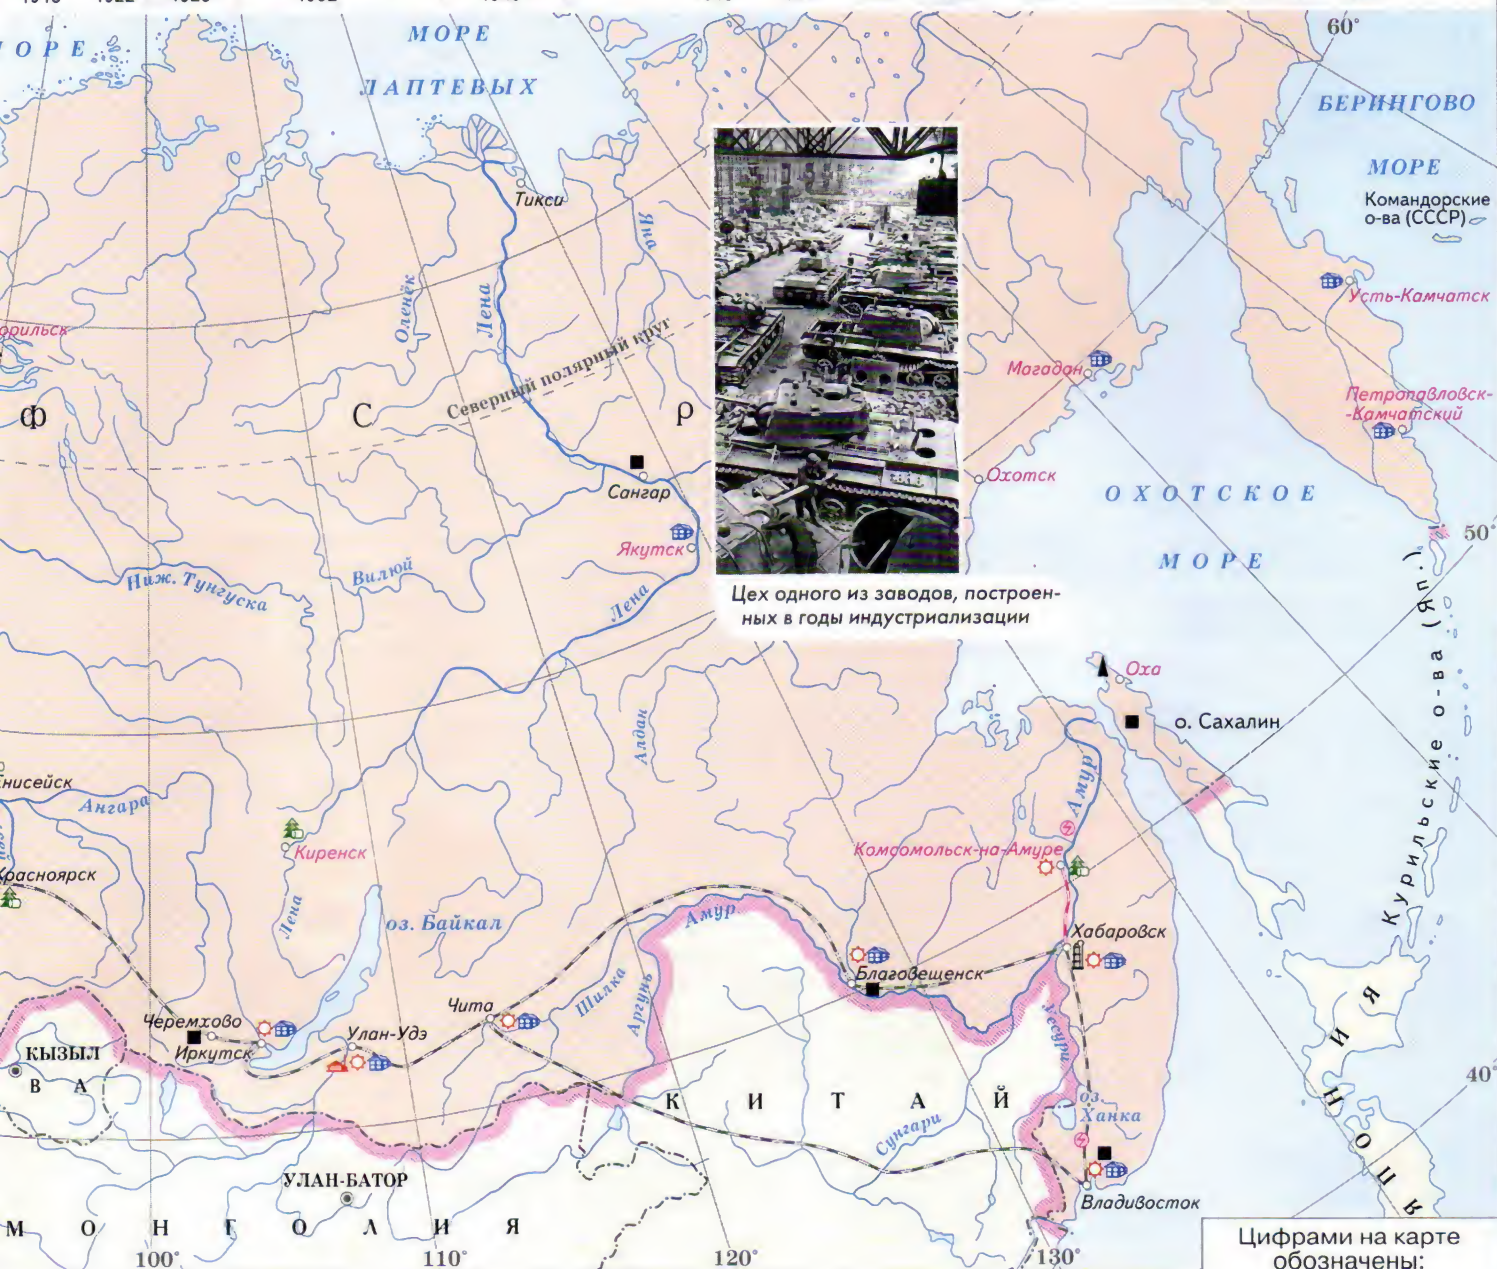 МОРЕ
ЛАПТЕВЫХ
60°
БЕРИНГОВО
МОРЕ
Командорские
о-ва (СССР)
Тикси
Яна
Оленёк
Лена
Северный полярный круг
Усть-Камчатск
Магадан
Петропавловск-
-Камчатский
Ф С Р
Сангар
Охотск
ОХОТСКОЕ
МОРЕ
50°
Якутск
Ниж. Тунгуска
Вилюй
Лена
Цех одного из заводов, построен-
ных в годы индустриализации
Курильские о-ва (Яп.)
Оха
о. Сахалин
Алдан
Амур
Ангара
Киренск
Комсомольск-на-Амуре
Красноярск
Лена
оз. Байкал
Амур
Хабаровск
Благовещенск
Шилка
Аргунь
Чита
Черемхово
Иркутск
Улан-Удэ
Уссури
КЫЗЫЛ
В А
КИТАЙ
оз.
Ханка
Сунгари
40°
ЯПОНИЯ
УЛАН-БАТОР
Владивосток
МОНГОЛИЯ
100°
110°
120°
130°
Цифрами на карте
обозначены: